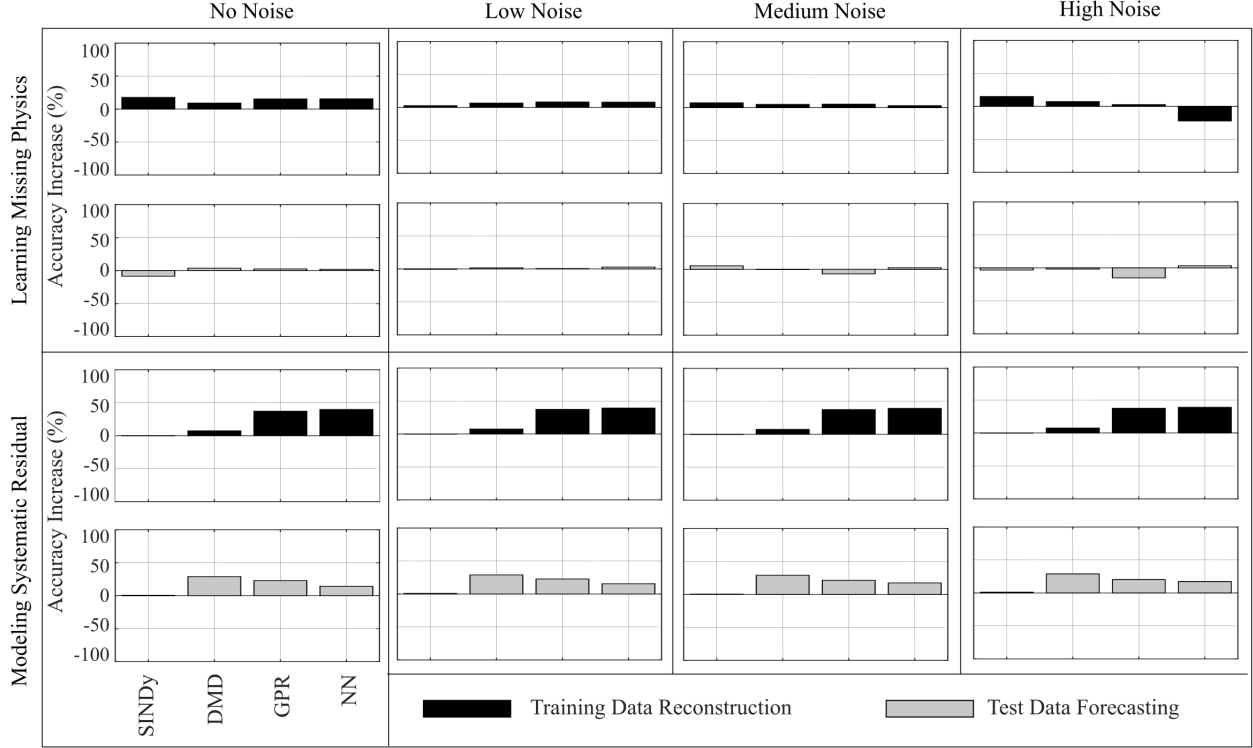 No Noise
Low Noise
Medium Noise
High Noise
Learning Missing Physics
Accuracy Increase (%)
100
50
0
-50
-100
100
50
0
-50
-100
Modeling Systematic Residual
Accuracy Increase (%)
100
50
0
-50
-100
100
50
0
-50
-100
SINDy
DMD
GPR
NN
Training Data Reconstruction
Test Data Forecasting